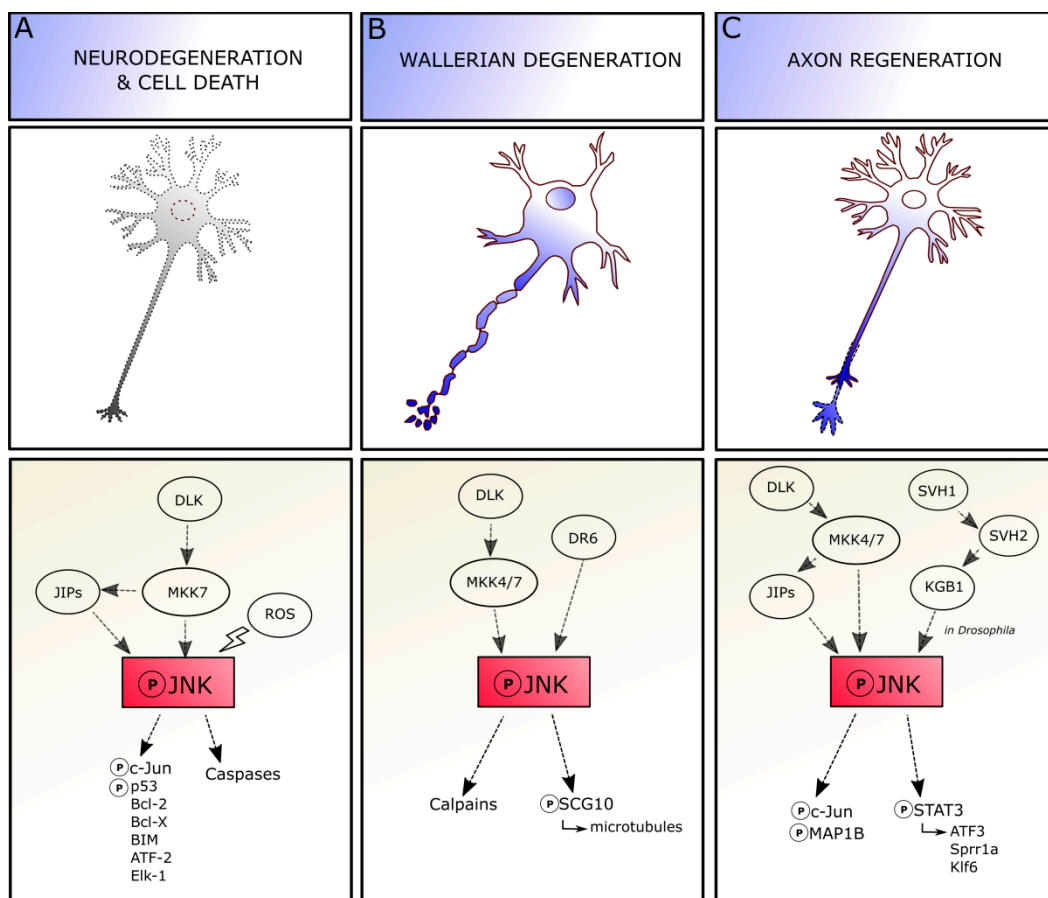 A
NEURODEGENERATION
& CELL DEATH
B
WALLERIAN DEGENERATION
C
AXON REGENERATION
DLK
JIPs
MKK7
ROS
P JNK
P c-Jun
P p53
Bcl-2
Bcl-X
BIM
ATF-2
Elk-1
Caspases
DLK
DR6
MKK4/7
P JNK
Calpains
P SCG10
microtubules
DLK
SVH1
MKK4/7
SVH2
JIPs
KGB1
in Drosophila
P JNK
P c-Jun
P MAP1B
P STAT3
ATF3
Sprr1a
Klf6